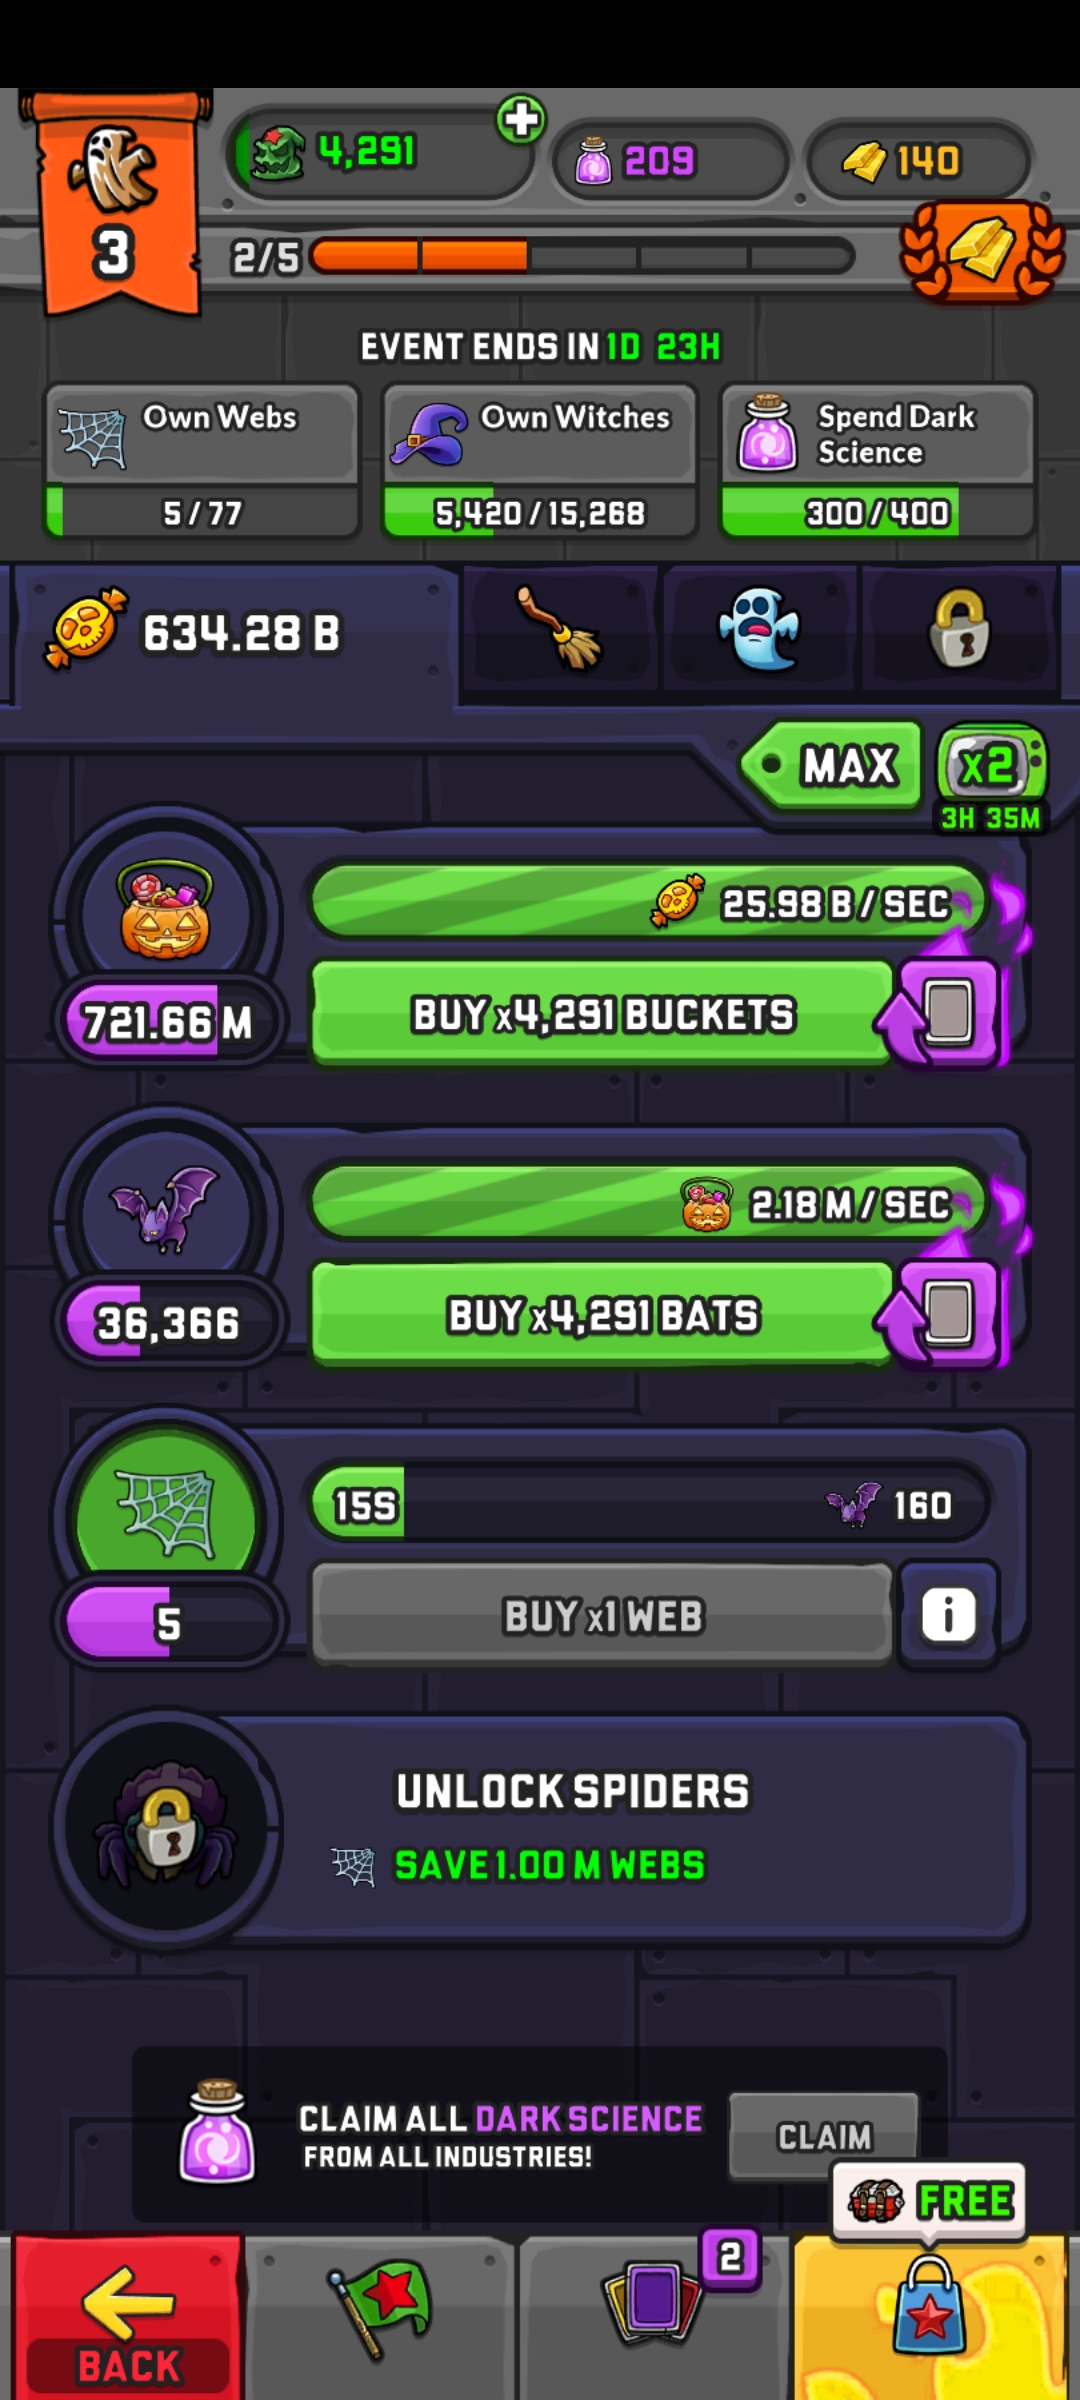 4,291
209
140
3
2/5
EVENT ENDS IN 1D 23H
Own Webs
5/77
Own Witches
5,420/15,268
Spend Dark
Science
300/400
634.28 B
MAX
x2
3H 35M
25.98 B/SEC
721.66 M
BUY x4,291 BUCKETS
2.18 M/SEC
36,366
BUY x4,291 BATS
15S
160
5
BUY x1 WEB
i
UNLOCK SPIDERS
SAVE 1.00 M WEBS
CLAIM ALL DARK SCIENCE
FROM ALL INDUSTRIES!
CLAIM
FREE
2
BACK